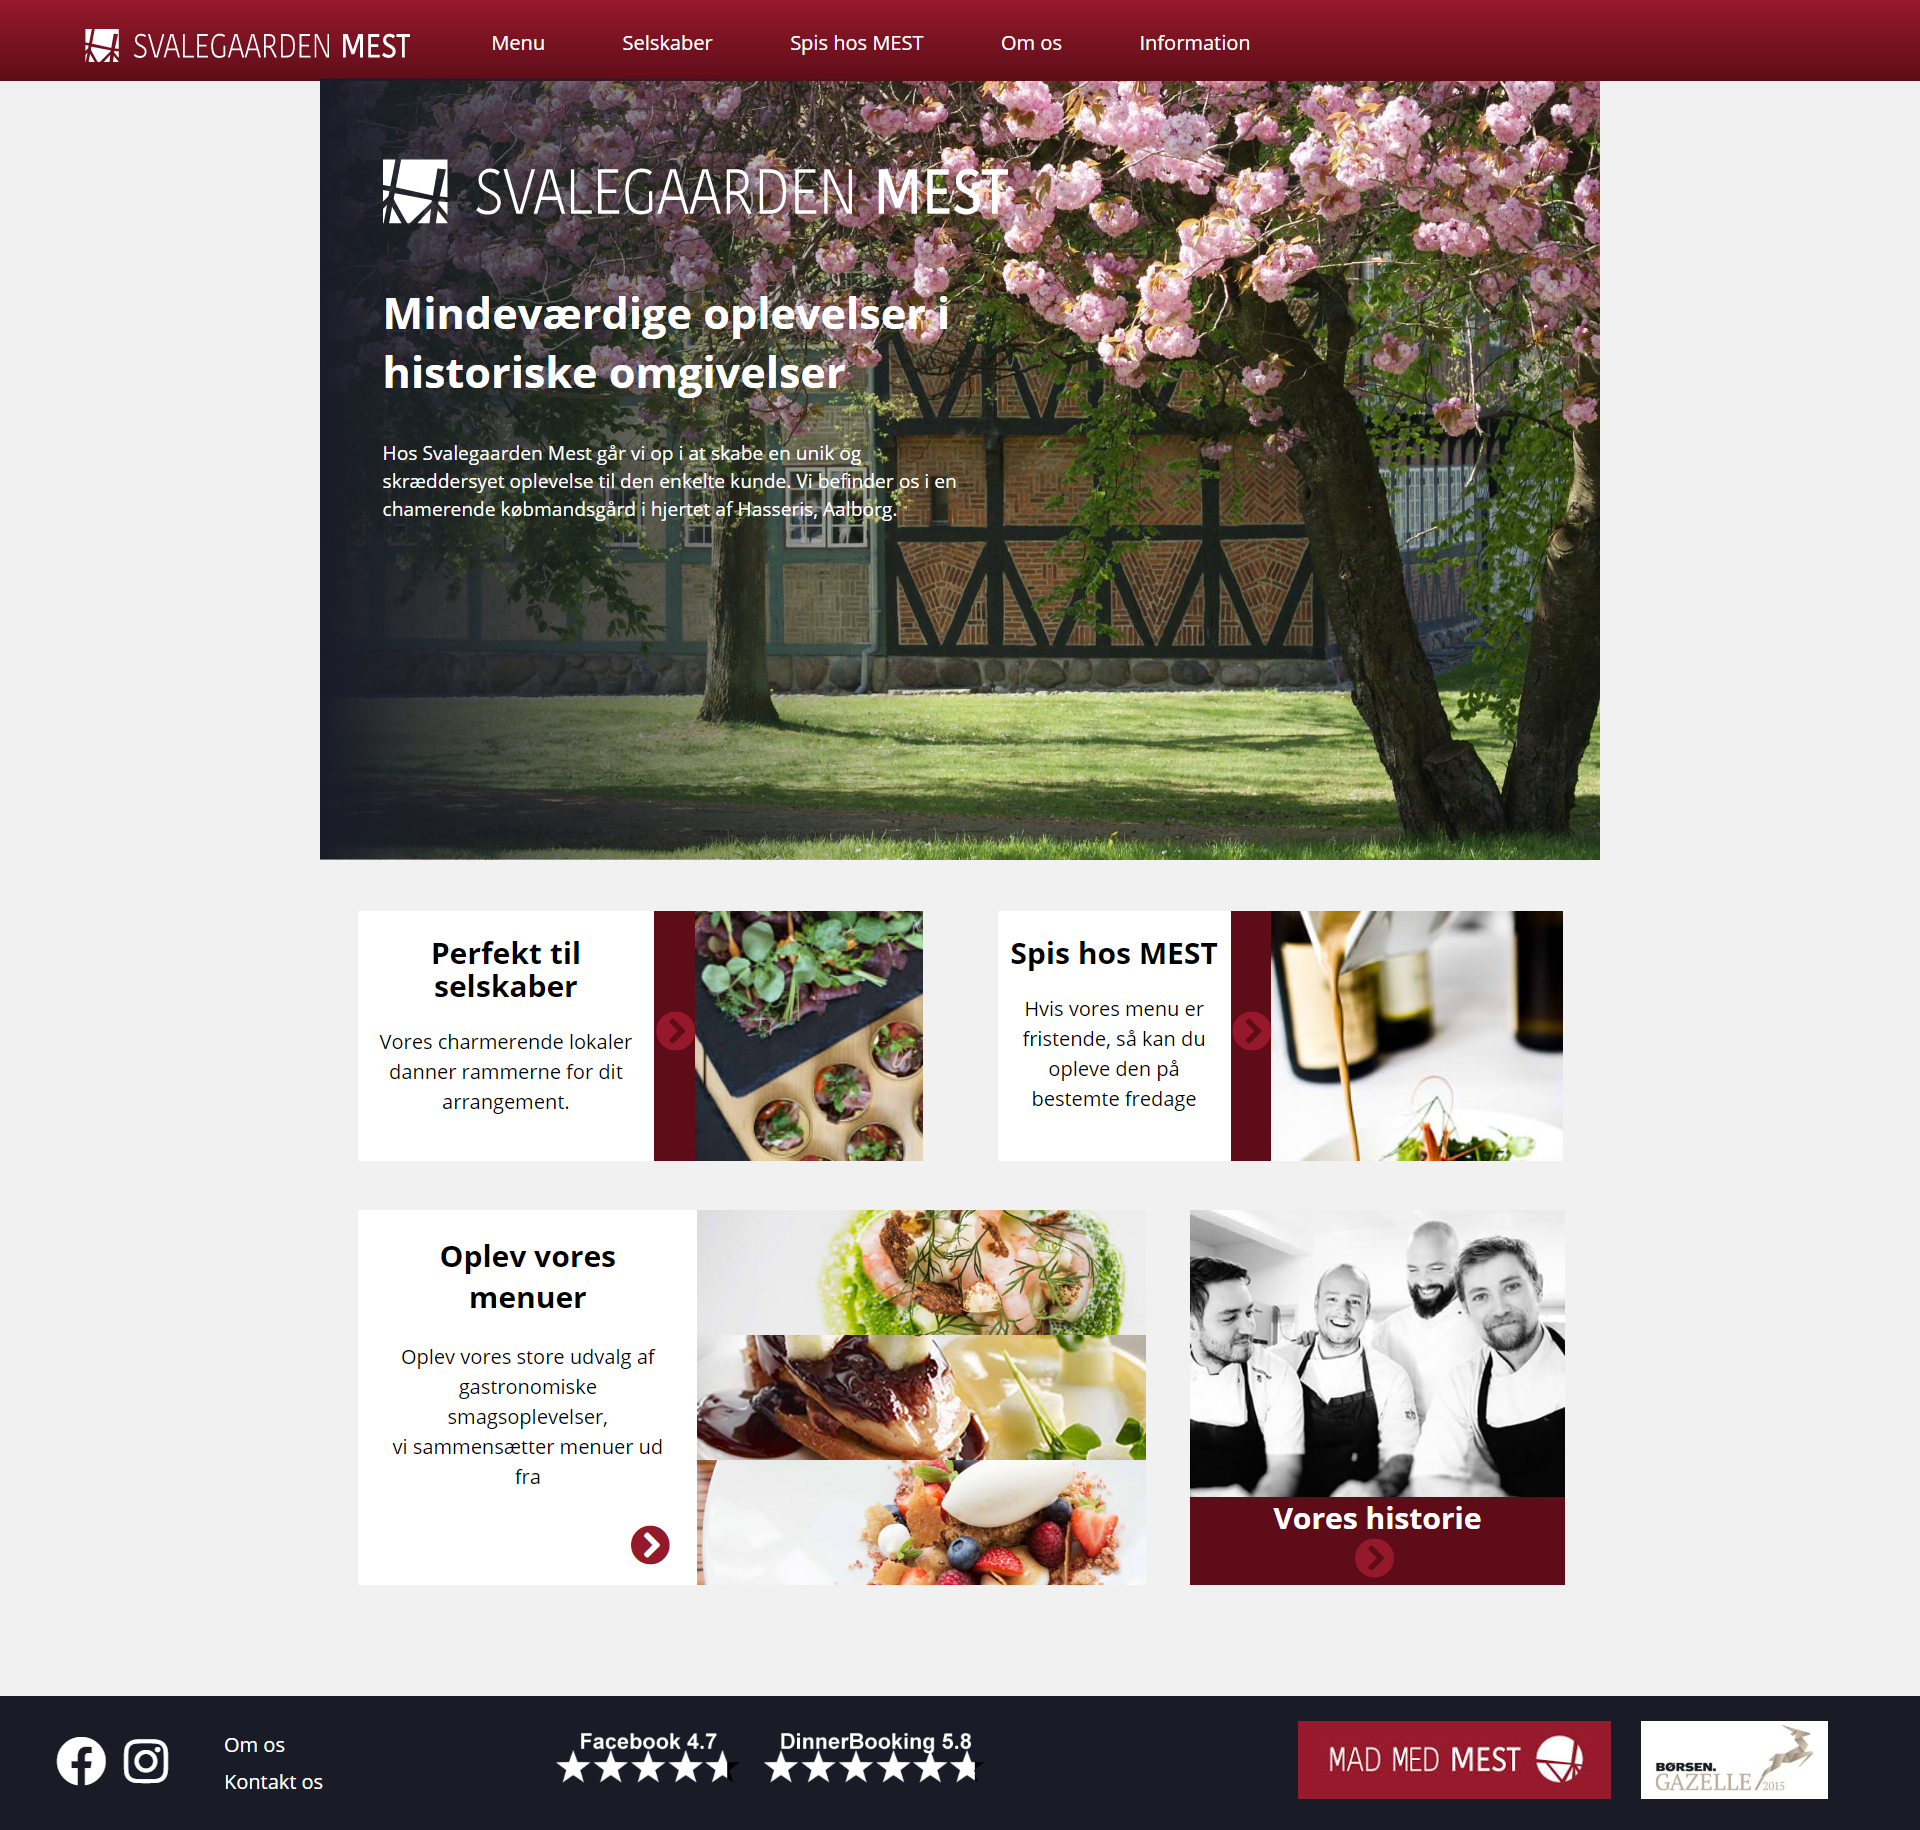 SVALEGAARDEN MEST
Menu
Selskaber
Spis hos MEST
Om os
Information
SVALEGAARDEN MEST
Mindeværdige oplevelser i
historiske omgivelser
Hos Svalegaarden Mest går vi op i at skabe en unik og
skræddersyet oplevelse til den enkelte kunde. Vi befinder os i en
chamerende købmandsgård i hjertet af Hasseris, Aalborg.
Perfekt til
selskaber
Vores charmerende lokaler
danner rammerne for dit
arrangement.
Spis hos MEST
Hvis vores menu er
fristende, så kan du
opleve den på
bestemte fredage
Oplev vores
menuer
Oplev vores store udvalg af
gastronomiske
smagsoplevelser,
vi sammensætter menuer ud
fra
Vores historie
Om os
Kontakt os
Facebook 4.7
DinnerBooking 5.8
MAD MED MEST
BØRSEN.
GAZELLE 2015